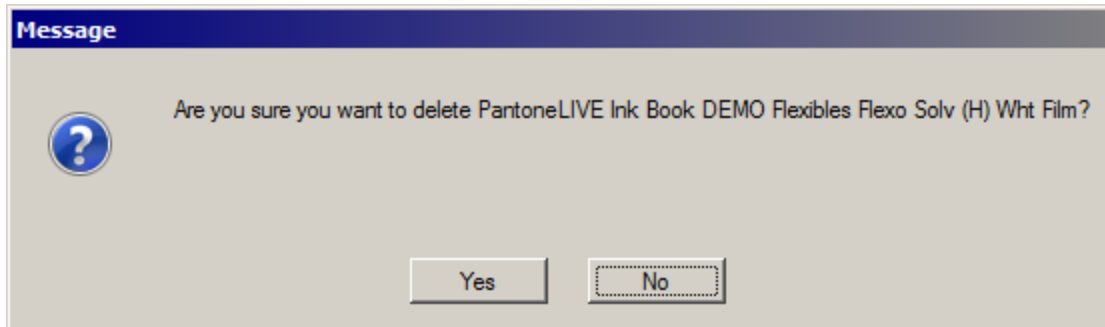 Message
Are you sure you want to delete PantoneLIVE Ink Book DEMO Flexibles Flexo Solv (H) Wht Film?
Yes No